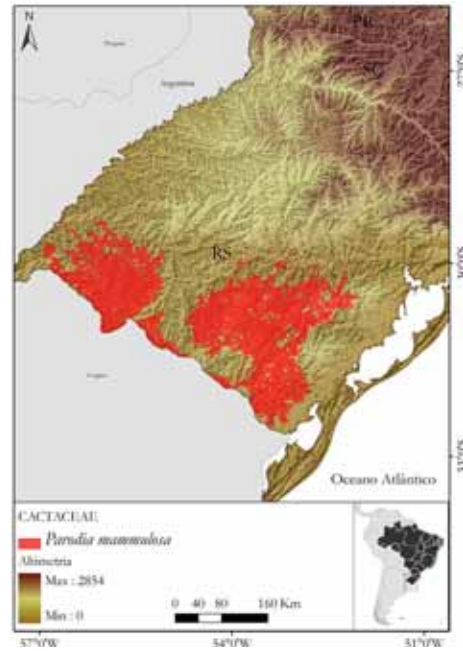 N
PR
SC
Argentina
RS
Oceano Atlântico
CACTACEAE
Parodia mammulosa
Altimetria
Max : 2854
Min : 0
0 40 80 160 Km
57°0'W 54°0'W 51°0'W